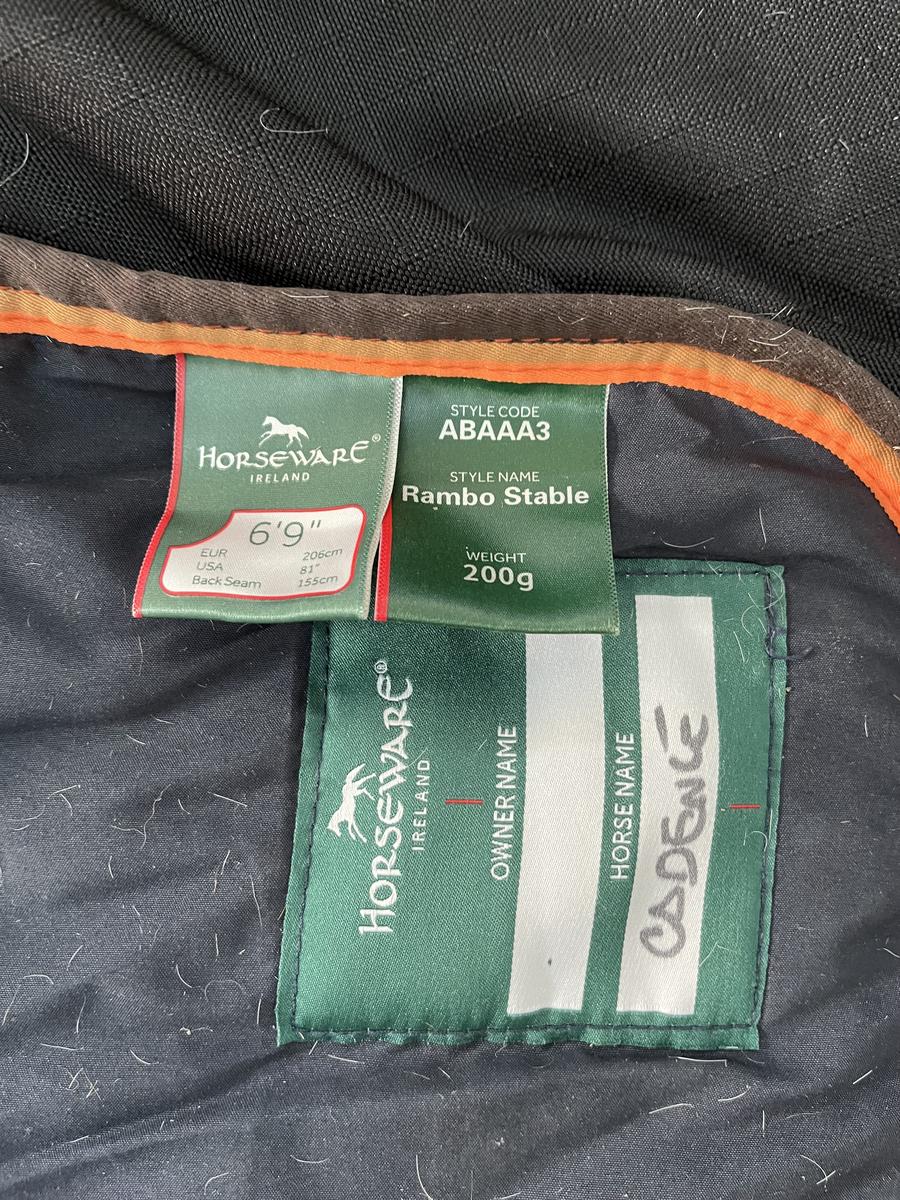 HORSEWARE®
IRELAND
6'9"
EUR 206cm
USA 81"
Back Seam 155cm
STYLE CODE
ABAAA3
STYLE NAME
Rambo Stable
WEIGHT
200g
HORSEWARE®
IRELAND
OWNER NAME
HORSE NAME
CADENCE